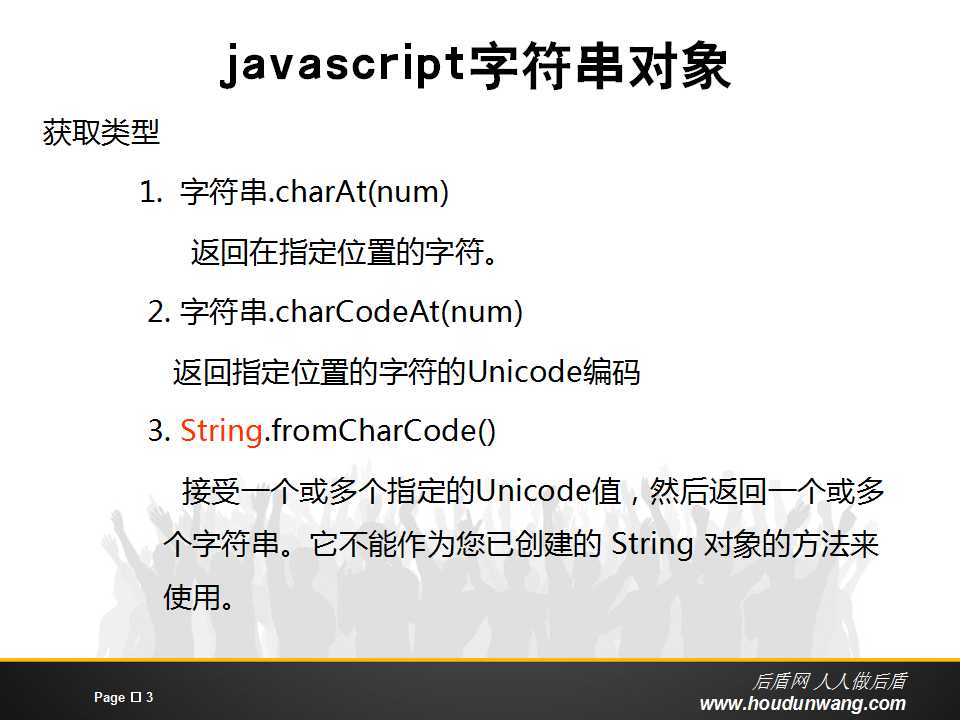 javascript字符串对象
获取类型
1. 字符串.charAt(num)
返回在指定位置的字符。
2. 字符串.charCodeAt(num)
返回指定位置的字符的Unicode编码
3. String.fromCharCode()
接受一个或多个指定的Unicode值，然后返回一个或多
个字符串。它不能作为您已创建的 String 对象的方法来
使用。
Page □ 3
后盾网 人人做后盾
www.houdunwang.com